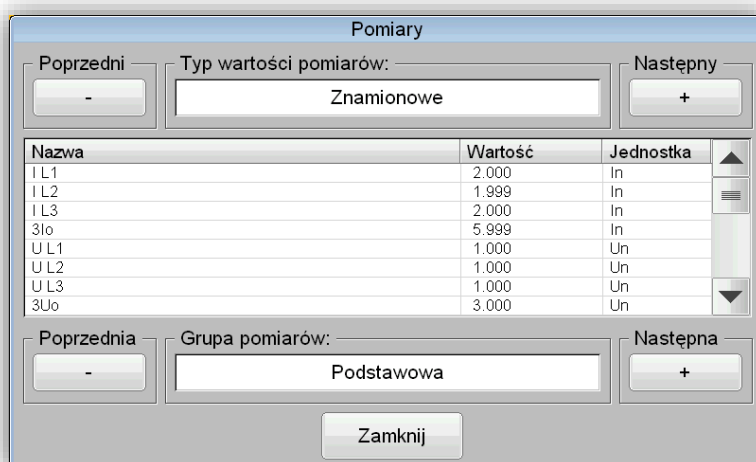 Pomiary
Poprzedni Typ wartości pomiarów: Następny
- Znamionowe +
Nazwa Wartość Jednostka
I L1 2.000 In
I L2 1.999 In
I L3 2.000 In
3Io 5.999 In
U L1 1.000 Un
U L2 1.000 Un
U L3 1.000 Un
3Uo 3.000 Un
Poprzednia Grupa pomiarów: Następna
- Podstawowa +
Zamknij